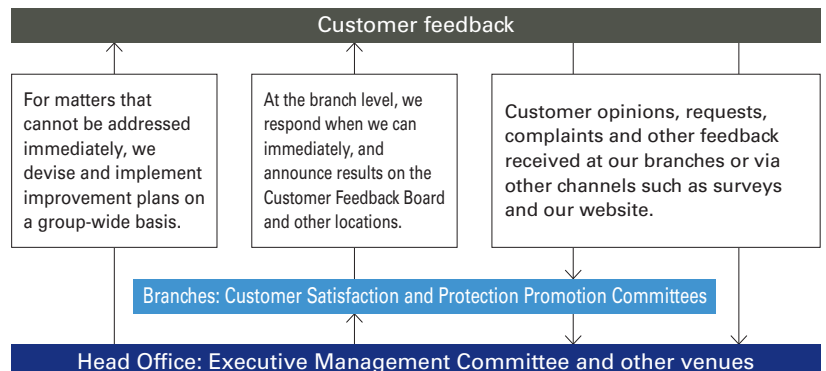 Customer feedback
For matters that
cannot be addressed
immediately, we
devise and implement
improvement plans on
a group-wide basis.
At the branch level, we
respond when we can
immediately, and
announce results on the
Customer Feedback Board
and other locations.
Customer opinions, requests,
complaints and other feedback
received at our branches or via
other channels such as surveys
and our website.
Branches: Customer Satisfaction and Protection Promotion Committees
Head Office: Executive Management Committee and other venues